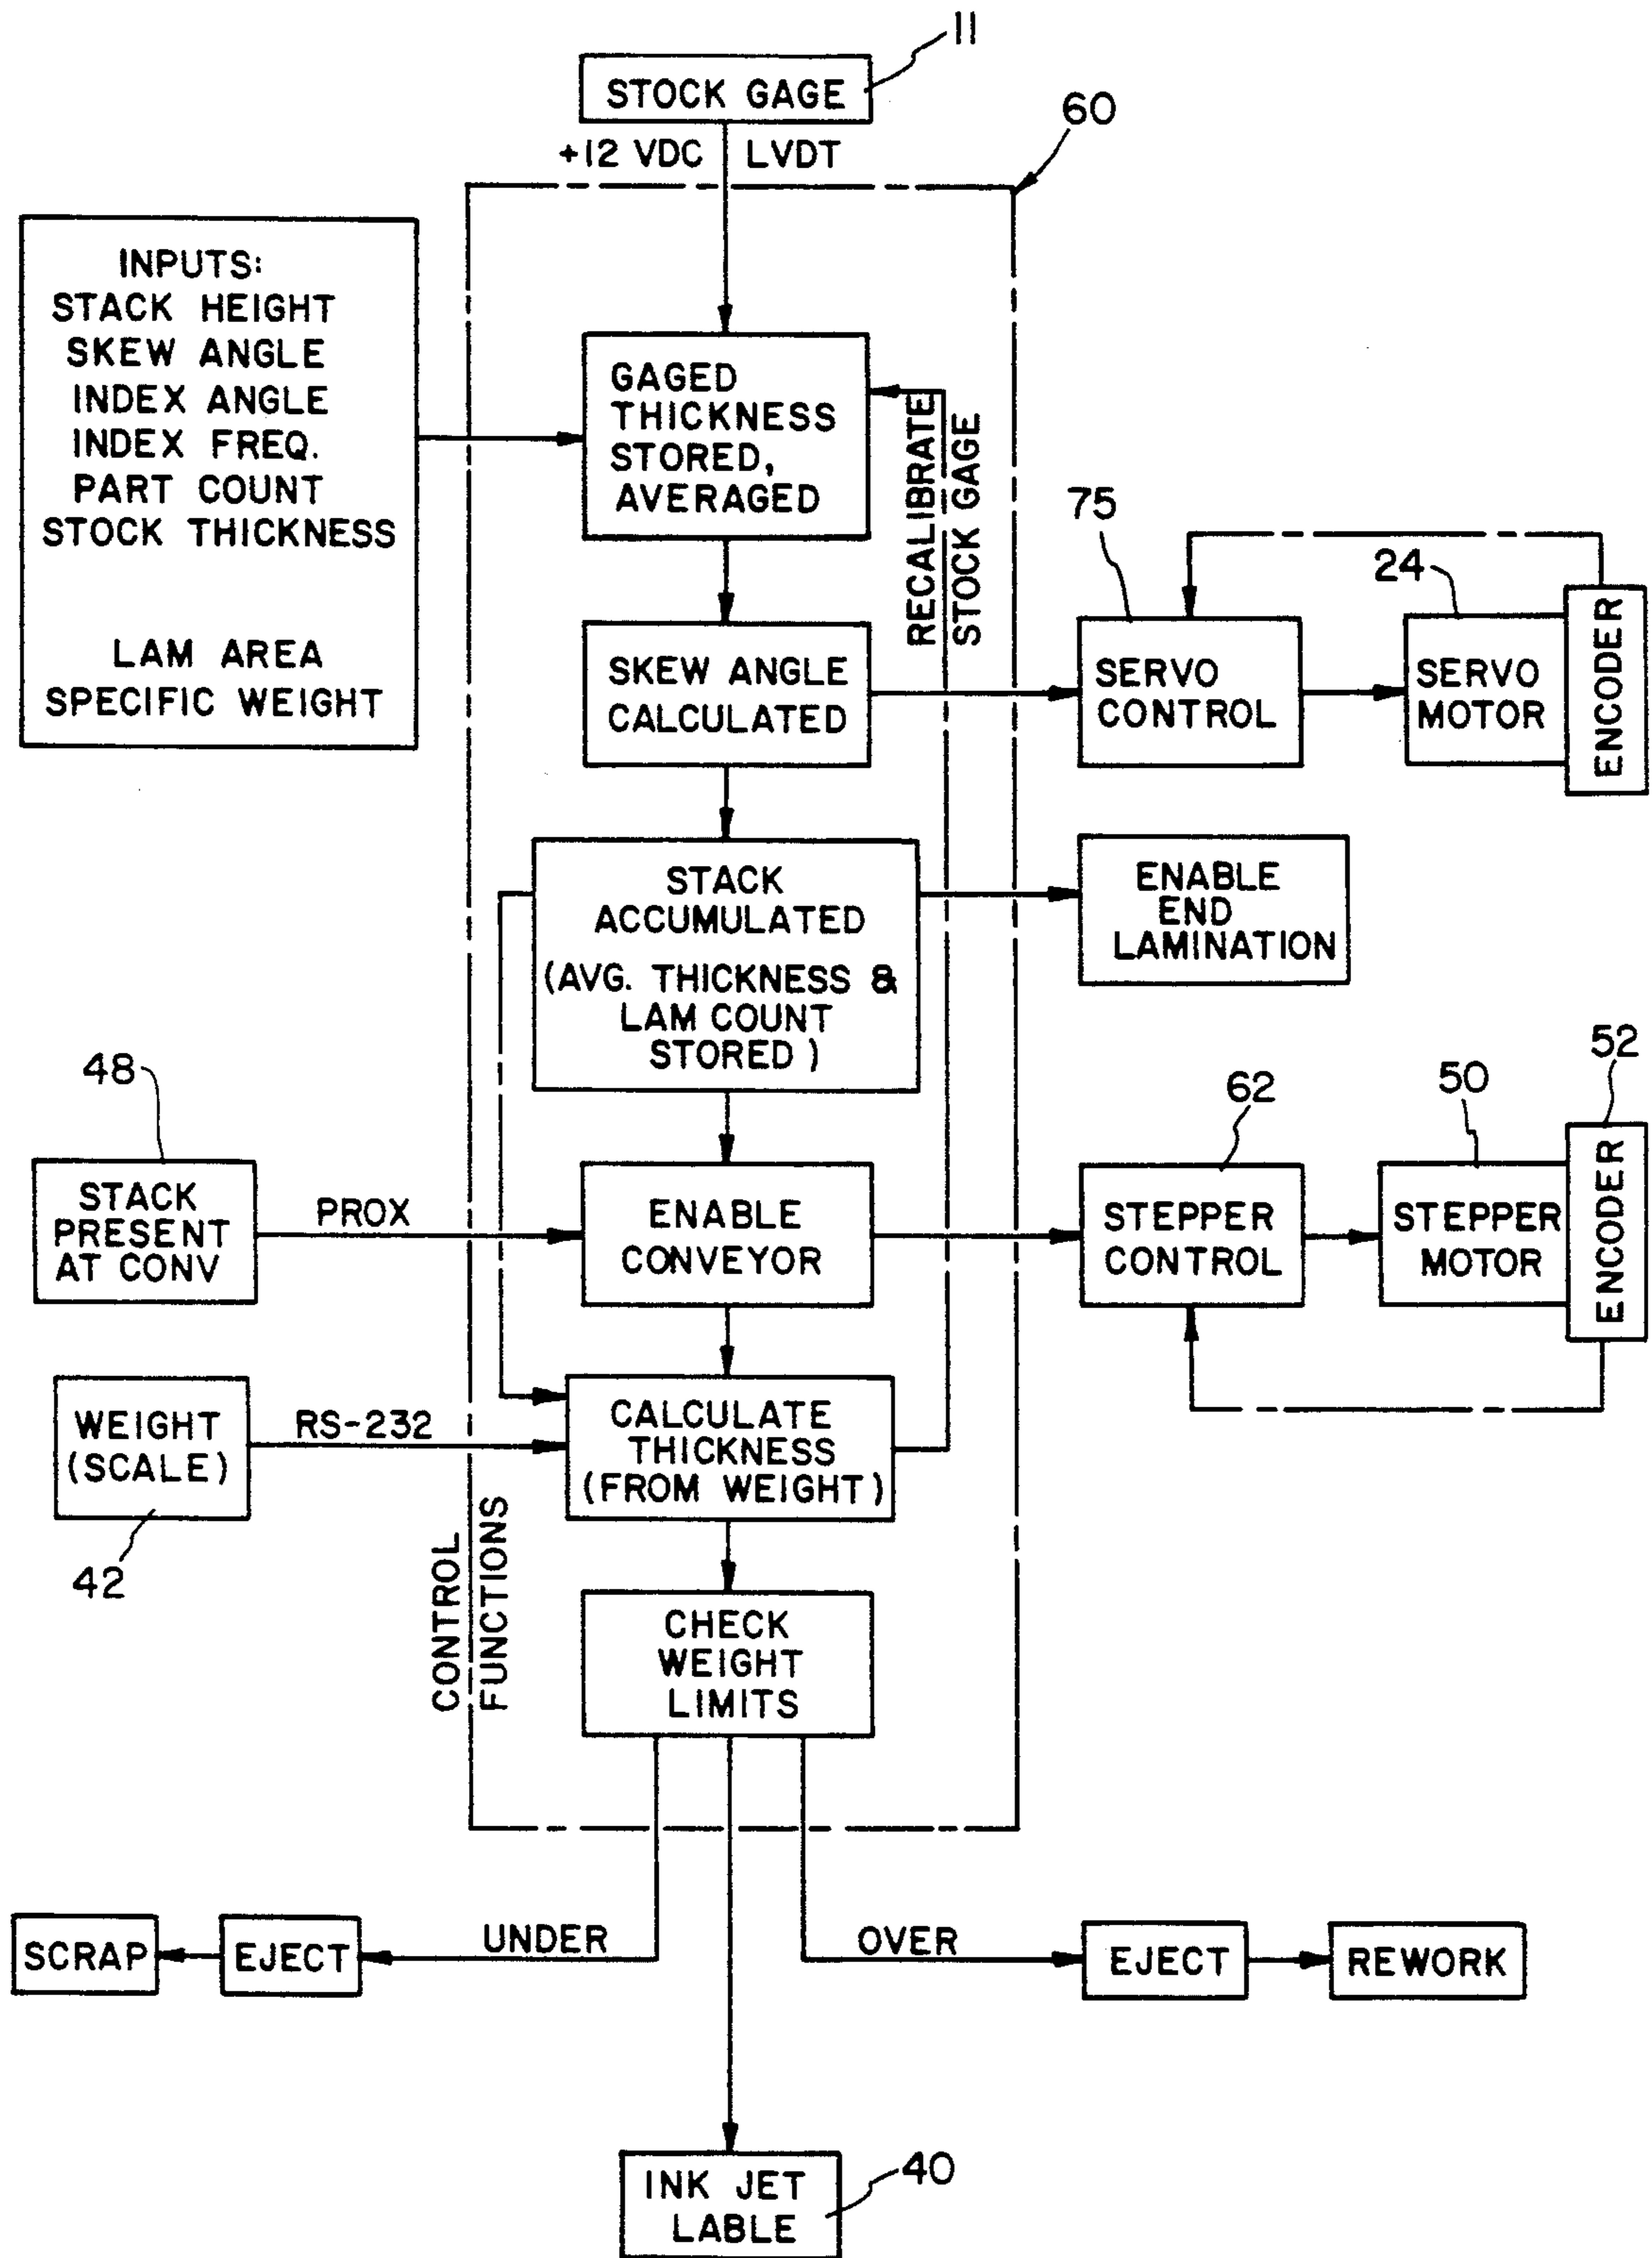 11
STOCK GAGE
60
+12 VDC LVDT
INPUTS:
STACK HEIGHT
SKEW ANGLE
INDEX ANGLE
INDEX FREQ.
PART COUNT
STOCK THICKNESS
LAM AREA
SPECIFIC WEIGHT
GAGED
THICKNESS
STORED,
AVERAGED
RECALIBRATE
STOCK GAGE
SKEW ANGLE
CALCULATED
75
SERVO
CONTROL
24
SERVO
MOTOR
ENCODER
STACK
ACCUMULATED
(AVG. THICKNESS &
LAM COUNT
STORED)
ENABLE
END
LAMINATION
48
STACK
PRESENT
AT CONV
PROX
ENABLE
CONVEYOR
62
STEPPER
CONTROL
50
STEPPER
MOTOR
52
ENCODER
WEIGHT
(SCALE)
42
RS-232
CALCULATE
THICKNESS
(FROM WEIGHT)
CONTROL
FUNCTIONS
CHECK
WEIGHT
LIMITS
SCRAP
EJECT
UNDER
OVER
EJECT
REWORK
INK JET
LABLE
40